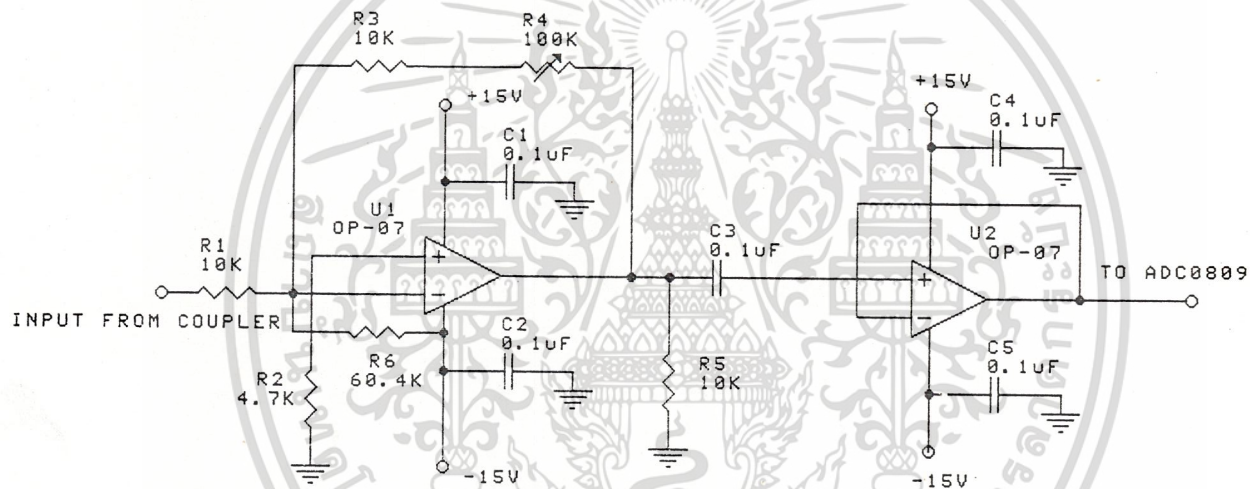 R3
10K
R4
100K
+15V
C1
0.1uF
U1
OP-07
+
-
R1
10K
INPUT FROM COUPLER
R6
60.4K
R2
4.7K
C2
0.1uF
-15V
C3
0.1uF
R5
10K
+15V
C4
0.1uF
U2
OP-07
+
-
TO ADC0809
C5
0.1uF
-15V